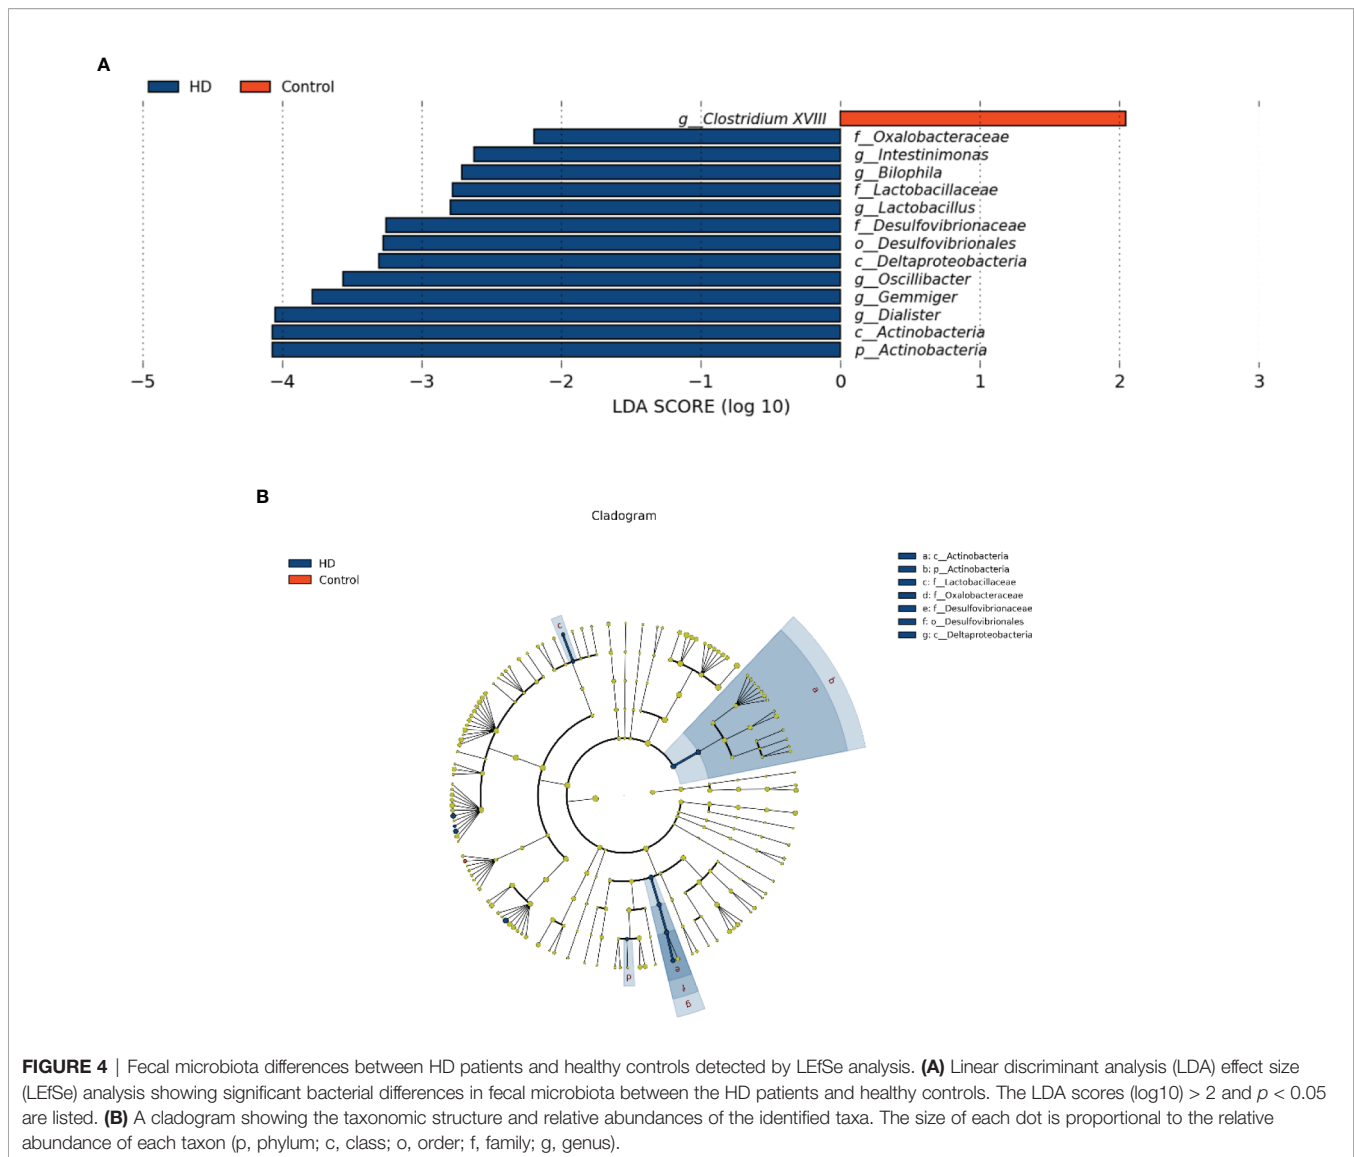 A
HD
Control
g__Clostridium XVIII
f__Oxalobacteraceae
g__Intestinimonas
g__Bilophila
f__Lactobacillaceae
g__Lactobacillus
f__Desulfovibrionaceae
o__Desulfovibrionales
c__Deltaproteobacteria
g__Oscillibacter
g__Gemmiger
g__Dialister
c__Actinobacteria
p__Actinobacteria
−5 −4 −3 −2 −1 0 1 2 3
LDA SCORE (log 10)
B
Cladogram
HD
Control
a: c__Actinobacteria
b: p__Actinobacteria
c: f__Lactobacillaceae
d: f__Oxalobacteraceae
e: f__Desulfovibrionaceae
f: o__Desulfovibrionales
g: c__Deltaproteobacteria
c
b
a
e
d
f
g
FIGURE 4 | Fecal microbiota differences between HD patients and healthy controls detected by LEfSe analysis. (A) Linear discriminant analysis (LDA) effect size
(LEfSe) analysis showing significant bacterial differences in fecal microbiota between the HD patients and healthy controls. The LDA scores (log10) > 2 and p < 0.05
are listed. (B) A cladogram showing the taxonomic structure and relative abundances of the identified taxa. The size of each dot is proportional to the relative
abundance of each taxon (p, phylum; c, class; o, order; f, family; g, genus).